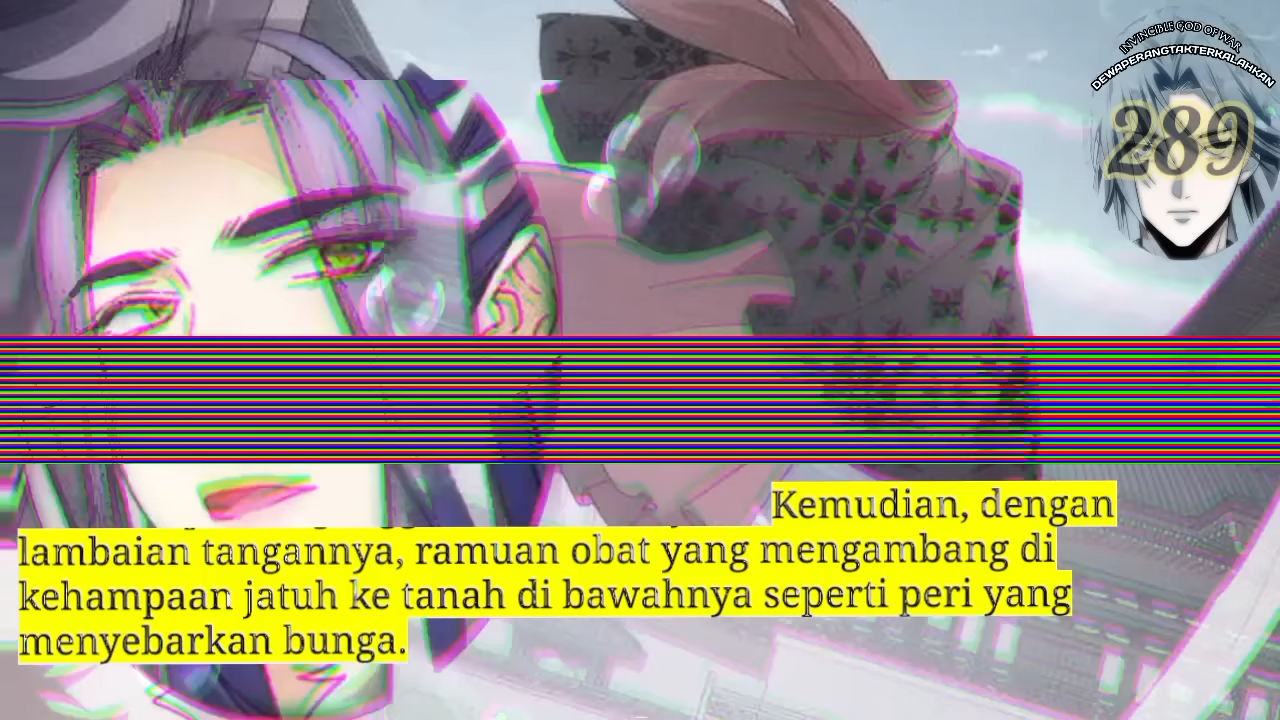 INVINCIBLE GOD OF WAR
DEWAPERANGTAKTERKALAHKAN
289
Kemudian, dengan
lambaian tangannya, ramuan obat yang mengambang di
kehampaan jatuh ke tanah di bawahnya seperti peri yang
menyebarkan bunga.